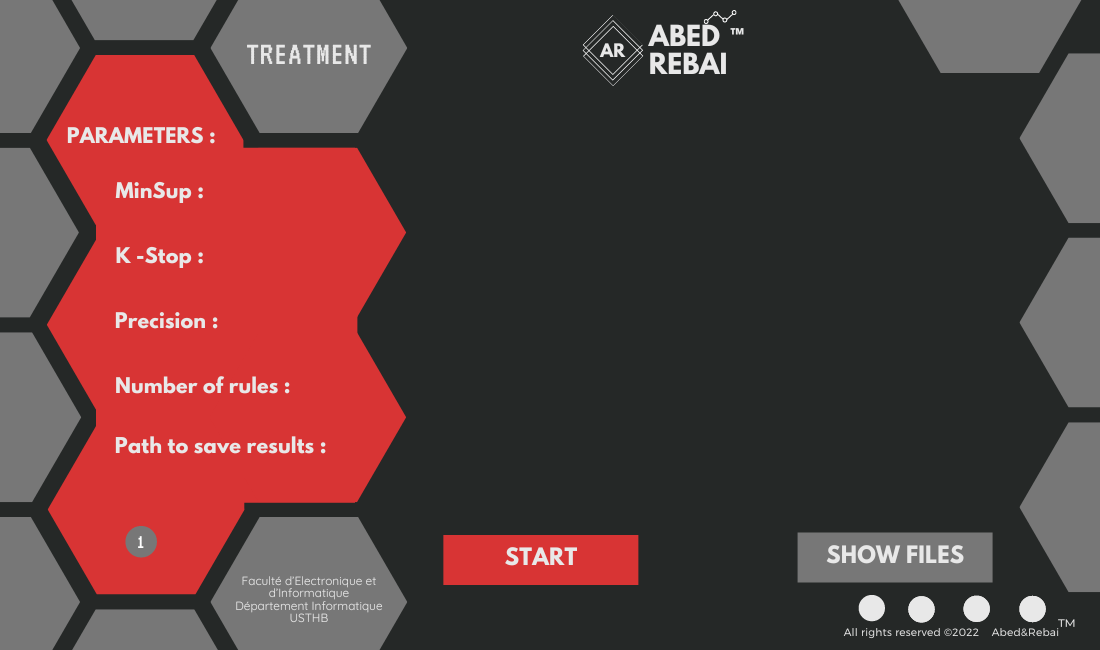 TREATMENT
AR
ABED ™
REBAI
PARAMETERS :
MinSup :
K -Stop :
Precision :
Number of rules :
Path to save results :
1
START
SHOW FILES
Faculté d'Electronique et
d'Informatique
Département Informatique
USTHB
All rights reserved ©2022 Abed&Rebai™